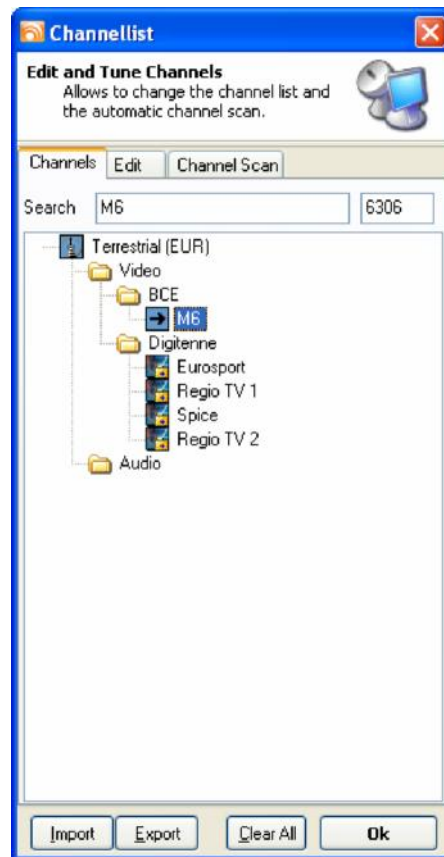 Channellist
Edit and Tune Channels
Allows to change the channel list and
the automatic channel scan.
Channels Edit Channel Scan
Search M6 6306
Terrestrial (EUR)
Video
BCE
M6
Digitenne
Eurosport
Regio TV 1
Spice
Regio TV 2
Audio
Import Export Clear All Ok